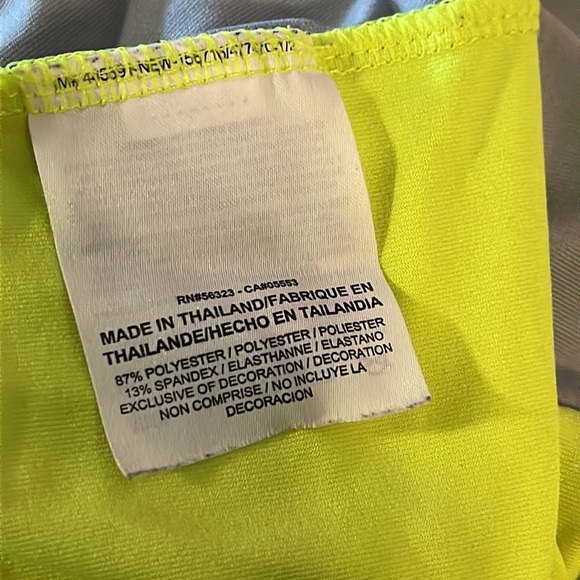 RN#56323 - CA#05553
MADE IN THAILAND/FABRIQUE EN
THAILANDE/HECHO EN TAILANDIA
87% POLYESTER / POLYESTER / POLIESTER
13% SPANDEX / ELASTHANNE / ELASTANO
EXCLUSIVE OF DECORATION / DECORATION
NON COMPRISE / NO INCLUYE LA
DECORACION